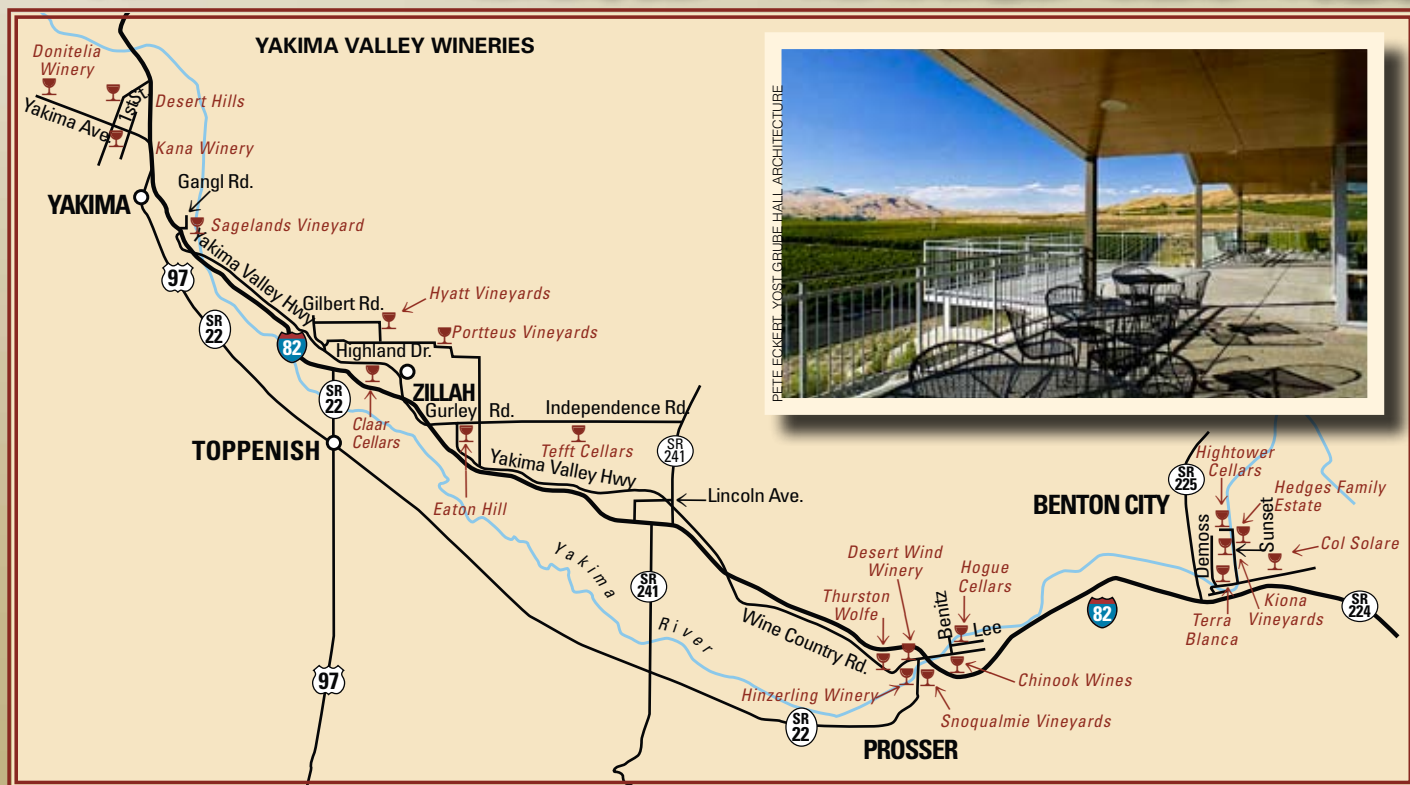 YAKIMA VALLEY WINERIES
Donitelia
Winery
Desert Hills
1st St.
Yakima Ave.
Kana Winery
Gangl Rd.
YAKIMA
Sagelands Vineyard
Yakima Valley Hwy
97
SR
22
Gilbert Rd.
Hyatt Vineyards
Portteus Vineyards
82
Highland Dr.
ZILLAH
SR
22
Claar
Cellars
Gurley Rd.
Independence Rd.
TOPPENISH
Tefft Cellars
SR
241
Yakima Valley Hwy
Eaton Hill
Lincoln Ave.
Yakima
River
SR
241
97
Wine Country Rd.
Desert Wind
Winery
Thurston
Wolfe
Hogue
Cellars
Benitz
Lee
Hinzerling Winery
Chinook Wines
Snoqualmie Vineyards
SR
22
PROSSER
82
BENTON CITY
SR
225
Hightower
Cellars
Hedges Family
Estate
Demoss
Sunset
Col Solare
Terra
Blanca
Kiona
Vineyards
SR
224
PETE ECKERT, YOST GRUBE HALL ARCHITECTURE